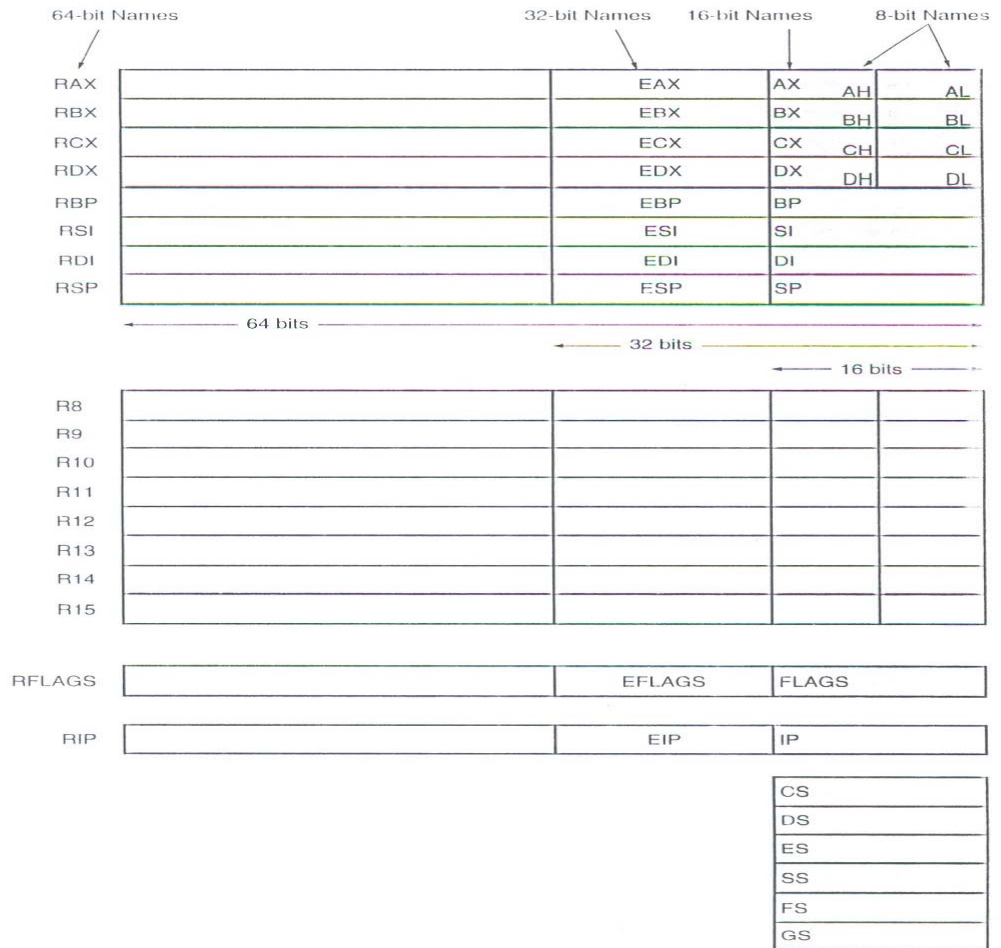 64-bit Names 32-bit Names 16-bit Names 8-bit Names
RAX EAX AX AH AL
RBX EBX BX BH BL
RCX ECX CX CH CL
RDX EDX DX DH DL
RBP EBP BP
RSI ESI SI
RDI EDI DI
RSP ESP SP
64 bits
32 bits
16 bits
R8
R9
R10
R11
R12
R13
R14
R15
RFLAGS EFLAGS FLAGS
RIP EIP IP
CS
DS
ES
SS
FS
GS